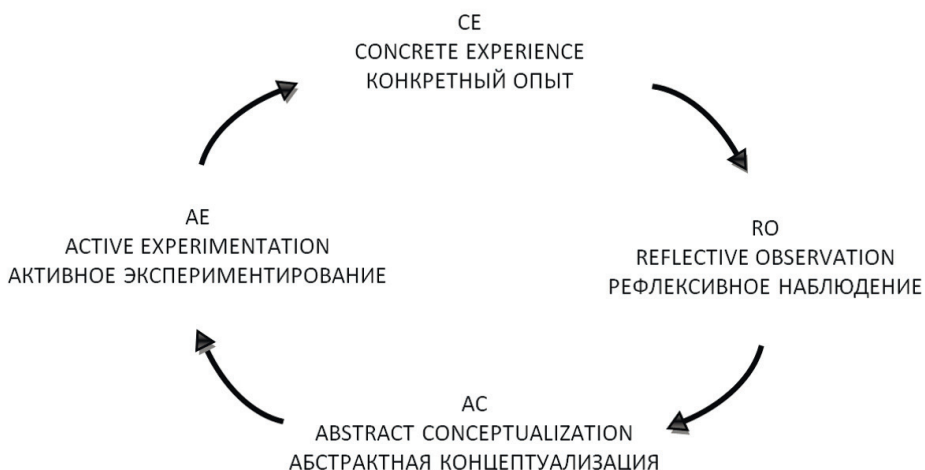 CE
CONCRETE EXPERIENCE
КОНКРЕТНЫЙ ОПЫТ
AE
ACTIVE EXPERIMENTATION
АКТИВНОЕ ЭКСПЕРИМЕНТИРОВАНИЕ
RO
REFLECTIVE OBSERVATION
РЕФЛЕКСИВНОЕ НАБЛЮДЕНИЕ
AC
ABSTRACT CONCEPTUALIZATION
АБСТРАКТНАЯ КОНЦЕПТУАЛИЗАЦИЯ